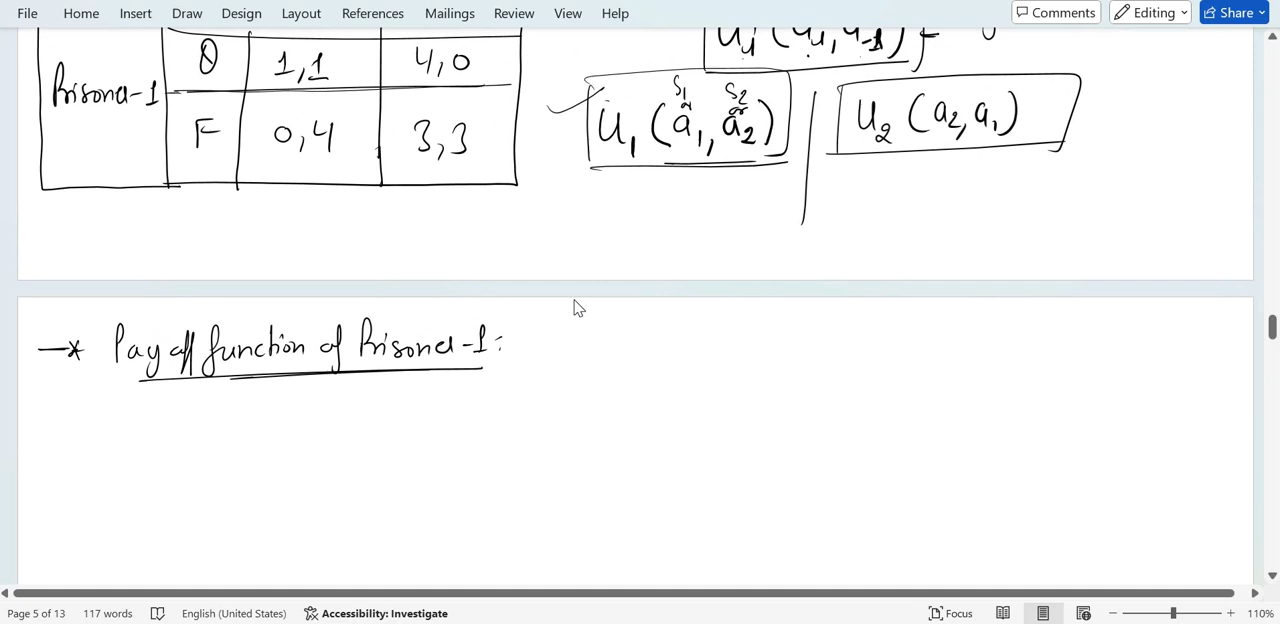 File Home Insert Draw Design Layout References Mailings Review View Help Comments Editing Share
Prisoner-1
1,1 4,0
F 0,4 3,3
S1 S2
U1 (a1, a2)
U2 (a2, a1)
→* Pay off function of Prisoner-1:
Page 5 of 13 117 words English (United States) Accessibility: Investigate Focus 110%